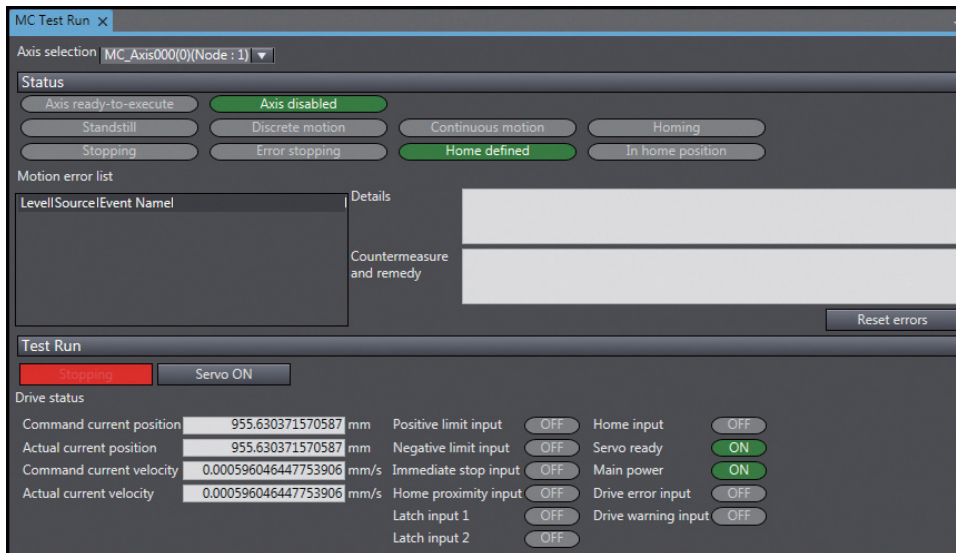 MC Test Run X
Axis selection MC_Axis000(0)(Node : 1)
Status
Axis ready-to-execute Axis disabled
Standstill Discrete motion Continuous motion Homing
Stopping Error stopping Home defined In home position
Motion error list
Level|Source|Event Name| | Details
Countermeasure
and remedy
Reset errors
Test Run
Stopping Servo ON
Drive status
Command current position 955.630371570587 mm Positive limit input OFF Home input OFF
Actual current position 955.630371570587 mm Negative limit input OFF Servo ready ON
Command current velocity 0.000596046447753906 mm/s Immediate stop input OFF Main power ON
Actual current velocity 0.000596046447753906 mm/s Home proximity input OFF Drive error input OFF
Latch input 1 OFF Drive warning input OFF
Latch input 2 OFF